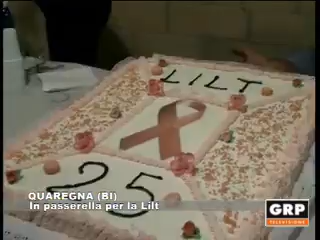 LILT
25
QUAREGNA (BI)
In passerella per la Lilt
GRP
TELEVISIONE